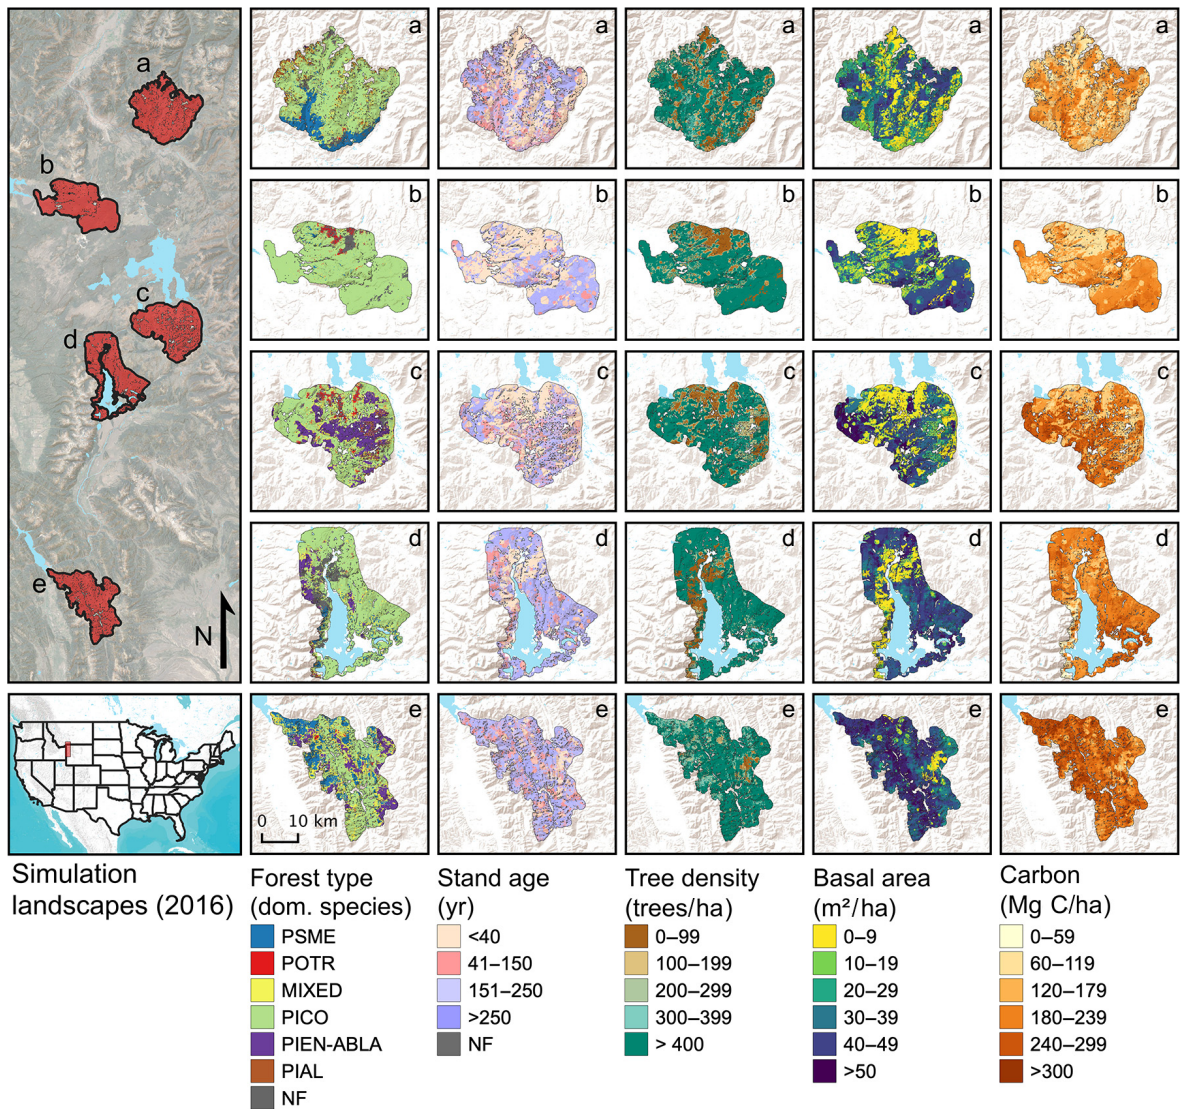 a
b
c
d
e
N
a
a
a
a
a
b
b
b
b
b
c
c
c
c
c
d
d
d
d
d
e
e
e
e
e
0 10 km
Simulation
landscapes (2016)
Forest type
(dom. species)
PSME
POTR
MIXED
PICO
PIEN-ABLA
PIAL
NF
Stand age
(yr)
<40
41–150
151–250
>250
NF
Tree density
(trees/ha)
0–99
100–199
200–299
300–399
> 400
Basal area
(m²/ha)
0–9
10–19
20–29
30–39
40–49
>50
Carbon
(Mg C/ha)
0–59
60–119
120–179
180–239
240–299
>300